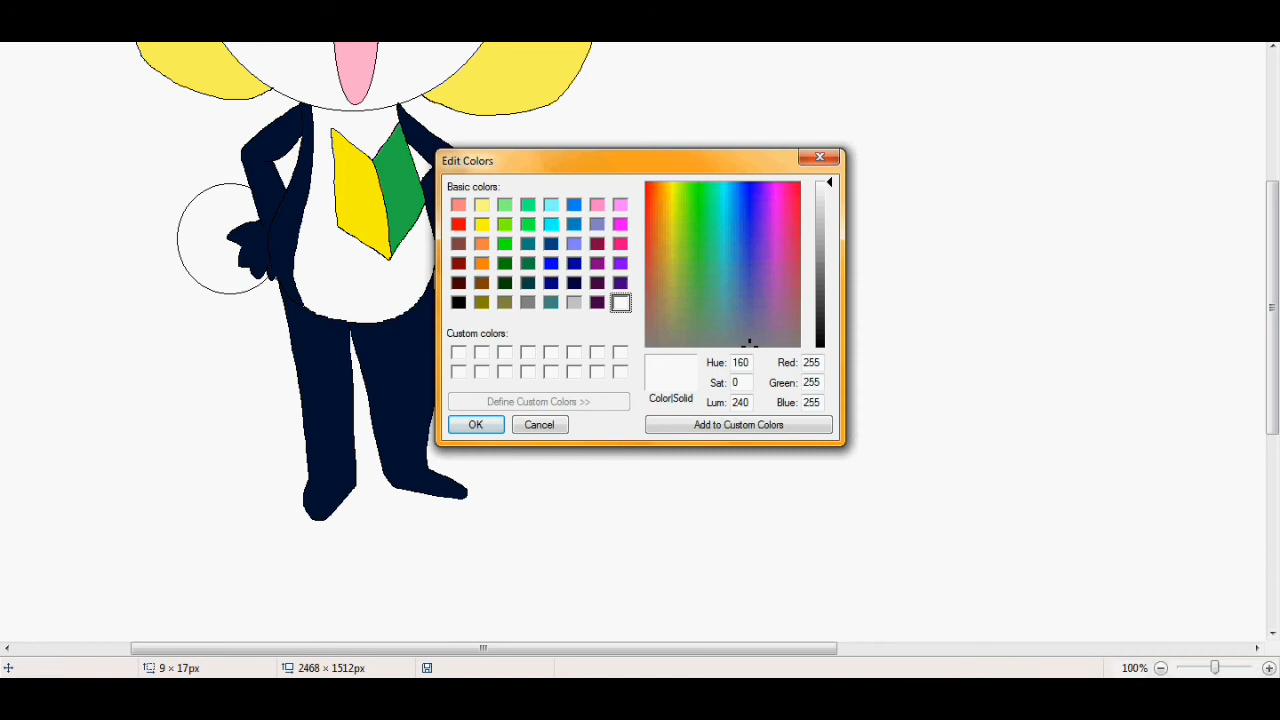 Edit Colors
Basic colors:
Custom colors:
Define Custom Colors >>
OK
Cancel
Color|Solid
Hue: 160
Sat: 0
Lum: 240
Red: 255
Green: 255
Blue: 255
Add to Custom Colors
9 × 17px
2468 × 1512px
100%